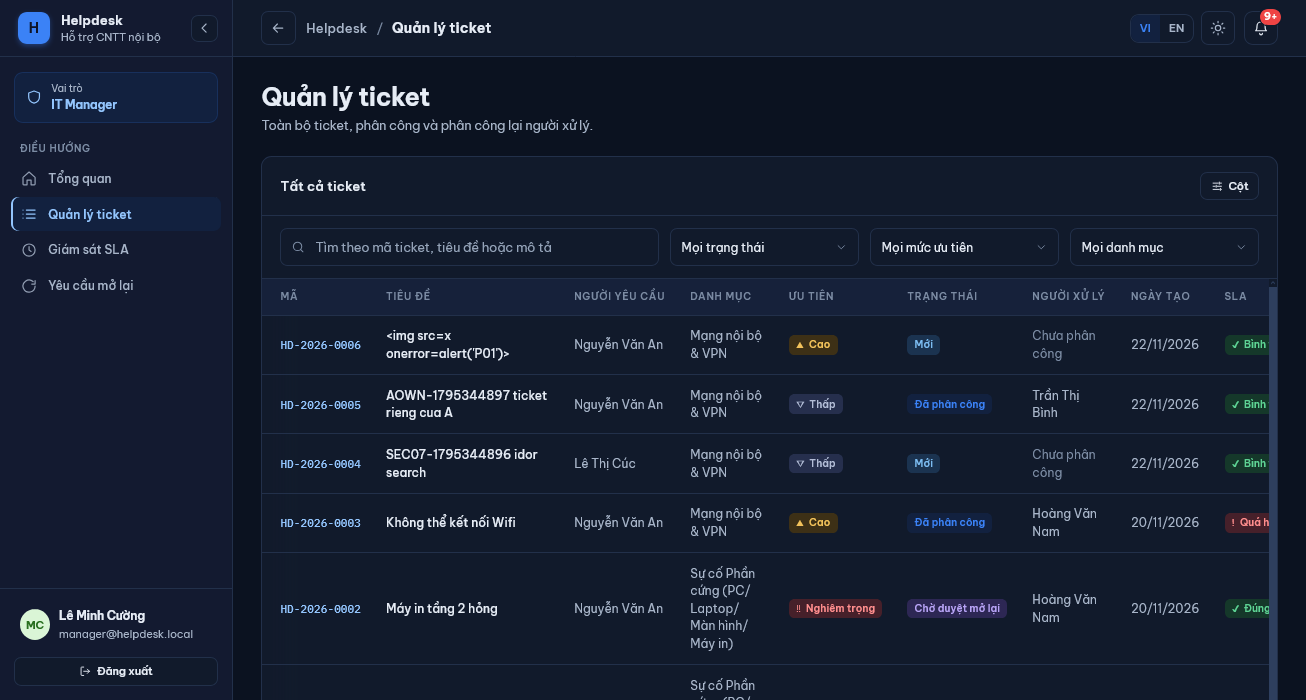 H
Helpdesk
Hỗ trợ CNTT nội bộ
Vai trò
IT Manager
ĐIỀU HƯỚNG
Tổng quan
Quản lý ticket
Giám sát SLA
Yêu cầu mở lại
MC
Lê Minh Cường
manager@helpdesk.local
Đăng xuất
Helpdesk / Quản lý ticket
VI EN
9+
Quản lý ticket
Toàn bộ ticket, phân công và phân công lại người xử lý.
Tất cả ticket
Cột
Tìm theo mã ticket, tiêu đề hoặc mô tả
Mọi trạng thái
Mọi mức ưu tiên
Mọi danh mục
MÃ TIÊU ĐỀ NGƯỜI YÊU CẦU DANH MỤC ƯU TIÊN TRẠNG THÁI NGƯỜI XỬ LÝ NGÀY TẠO SLA
HD-2026-0006
<img src=x
onerror=alert('P01')>
Nguyễn Văn An
Mạng nội bộ
& VPN
▲ Cao
Mới
Chưa phân
công
22/11/2026
✓ Bình
HD-2026-0005
AOWN-1795344897 ticket
rieng cua A
Nguyễn Văn An
Mạng nội bộ
& VPN
▽ Thấp
Đã phân công
Trần Thị
Bình
22/11/2026
✓ Bình
HD-2026-0004
SEC07-1795344896 idor
search
Lê Thị Cúc
Mạng nội bộ
& VPN
▽ Thấp
Mới
Chưa phân
công
22/11/2026
✓ Bình
HD-2026-0003
Không thể kết nối Wifi
Nguyễn Văn An
Mạng nội bộ
& VPN
▲ Cao
Đã phân công
Hoàng Văn
Nam
20/11/2026
! Quá h
HD-2026-0002
Máy in tầng 2 hỏng
Nguyễn Văn An
Sự cố Phần
cứng (PC/
Laptop/
Màn hình/
Máy in)
‼ Nghiêm trọng
Chờ duyệt mở lại
Hoàng Văn
Nam
20/11/2026
✓ Đúng
Sự cố Phần